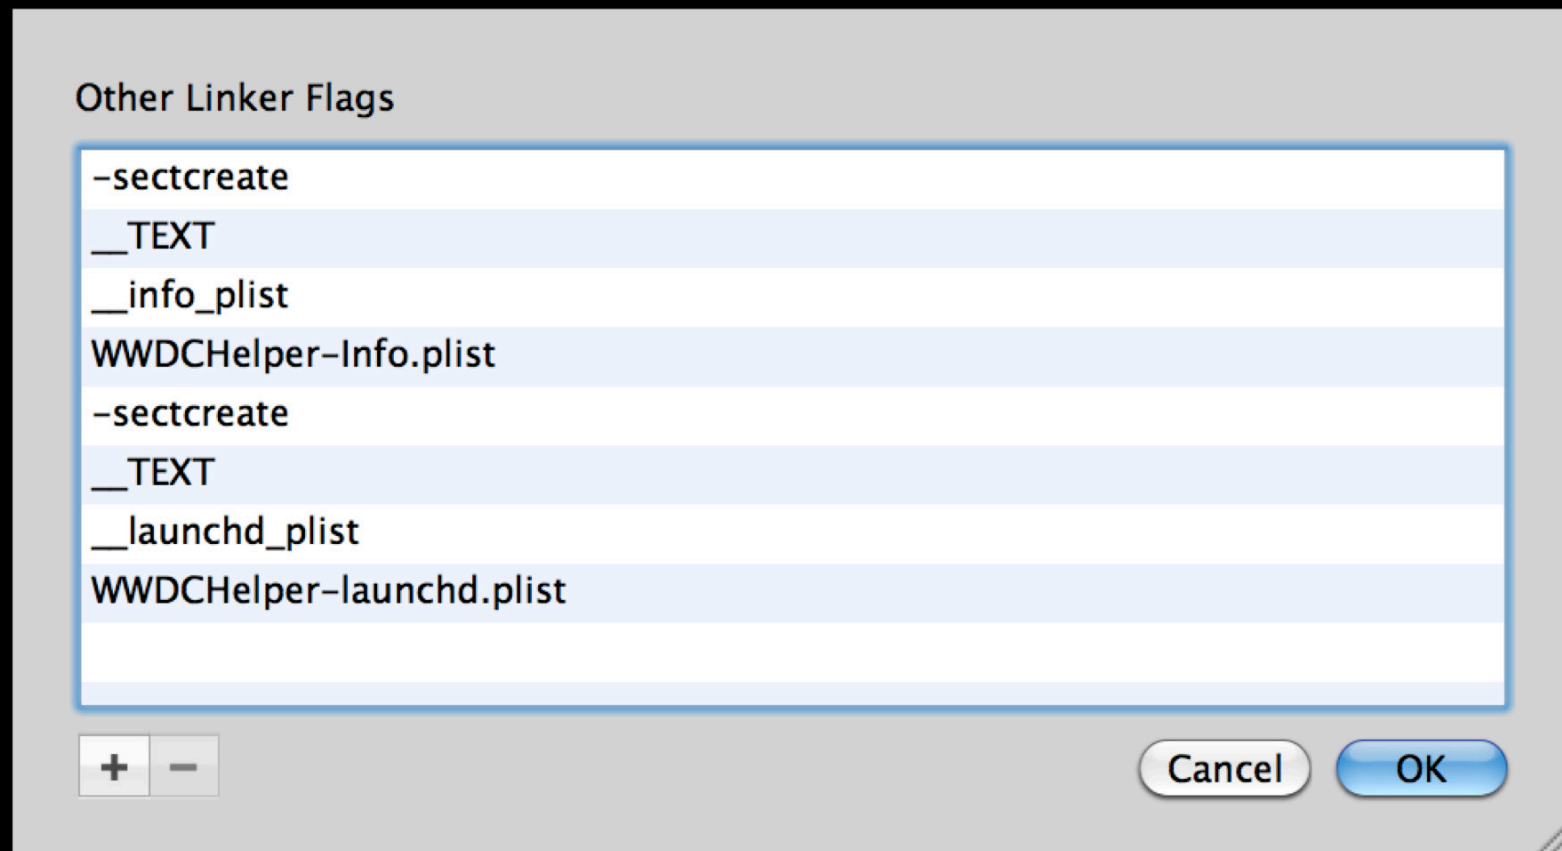 Other Linker Flags
-sectcreate
__TEXT
__info_plist
WWDCHelper-Info.plist
-sectcreate
__TEXT
__launchd_plist
WWDCHelper-launchd.plist
+ −
Cancel OK